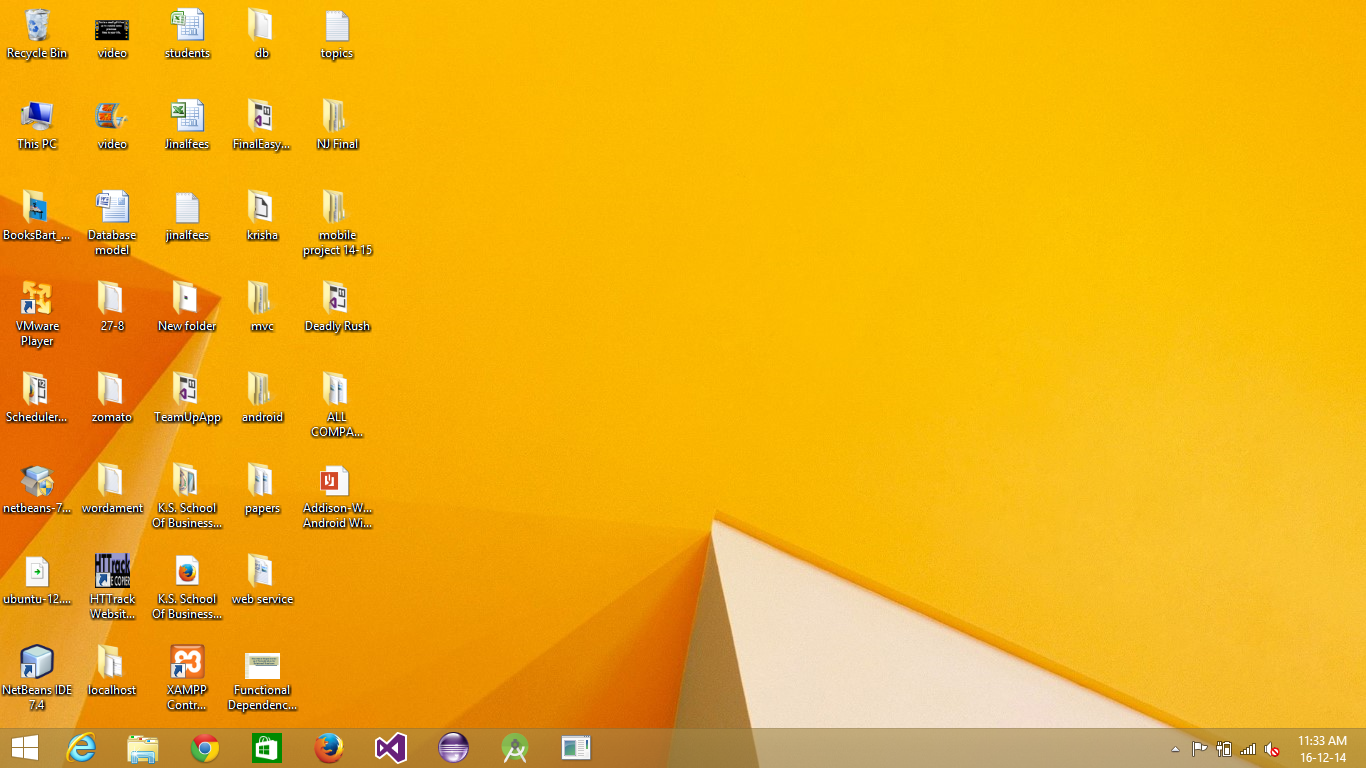 Recycle Bin
video
students
db
topics
This PC
video
Jinalfees
FinalEasy...
NJ Final
BooksBart_...
Database
model
jinalfees
krisha
mobile
project 14-15
VMware
Player
27-8
New folder
mvc
Deadly Rush
Scheduler...
zomato
TeamUpApp
android
ALL
COMPA...
netbeans-7...
wordament
K.S. School
Of Business...
papers
Addison-W...
Android Wi...
ubuntu-12....
HTTrack
Websit...
K.S. School
Of Business...
web service
NetBeans IDE
7.4
localhost
XAMPP
Contr...
Functional
Dependenc...
11:33 AM
16-12-14